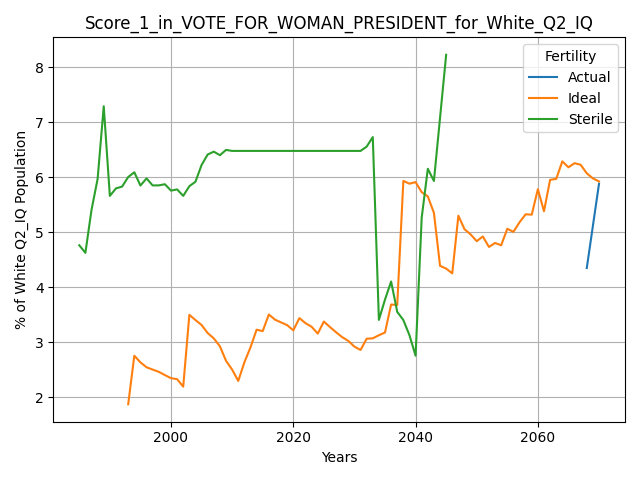 Score_1_in_VOTE_FOR_WOMAN_PRESIDENT_for_White_Q2_IQ
Fertility
Actual
Ideal
Sterile
% of White Q2_IQ Population
8
7
6
5
4
3
2
2000
2020
2040
2060
Years